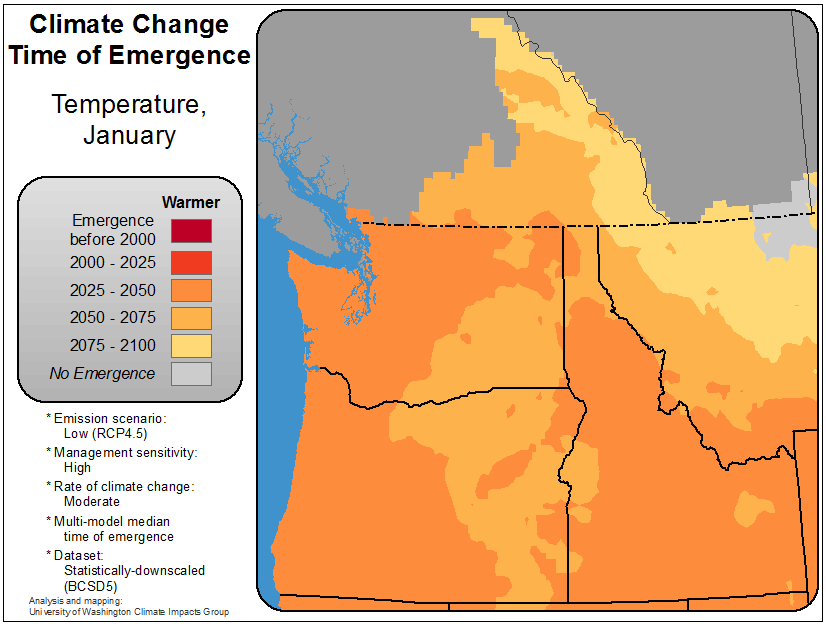 Climate Change
Time of Emergence
Temperature,
January
Warmer
Emergence
before 2000
2000 - 2025
2025 - 2050
2050 - 2075
2075 - 2100
No Emergence
* Emission scenario:
Low (RCP4.5)
* Management sensitivity:
High
* Rate of climate change:
Moderate
* Multi-model median
time of emergence
* Dataset:
Statistically-downscaled
(BCSD5)
Analysis and mapping:
University of Washington Climate Impacts Group